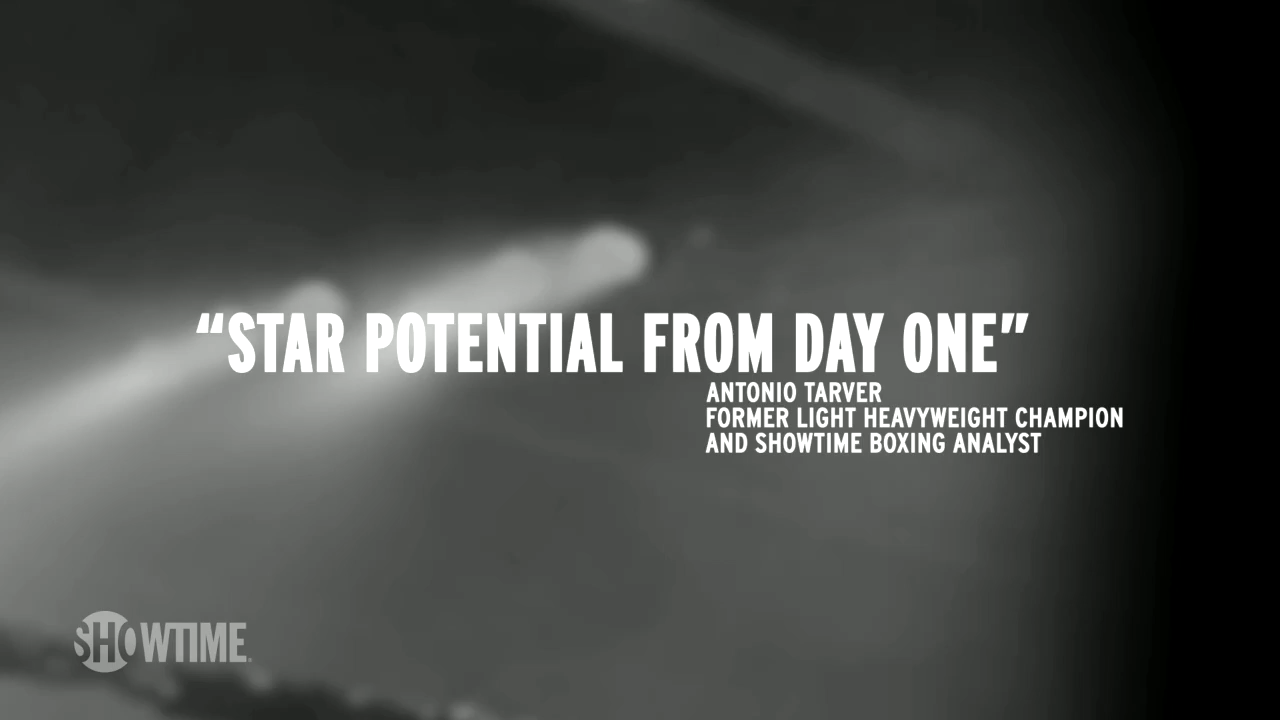 “STAR POTENTIAL FROM DAY ONE”
ANTONIO TARVER
FORMER LIGHT HEAVYWEIGHT CHAMPION
AND SHOWTIME BOXING ANALYST
SHOWTIME